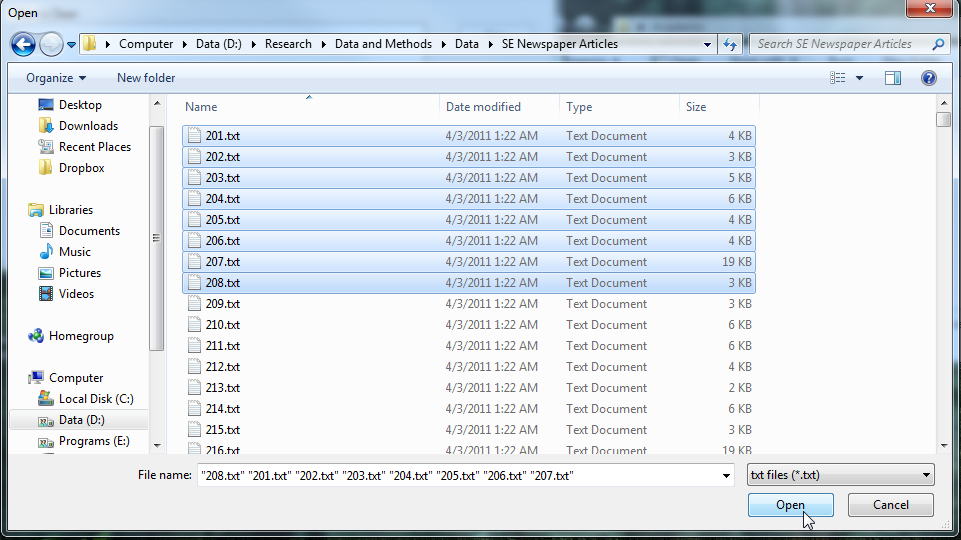 Open
Computer Data (D:) Research Data and Methods Data SE Newspaper Articles Search SE Newspaper Articles
Organize New folder
Name Date modified Type Size
Desktop
Downloads
Recent Places
Dropbox
Libraries
Documents
Music
Pictures
Videos
Homegroup
Computer
Local Disk (C:)
Data (D:)
Programs (E:)
201.txt 4/3/2011 1:22 AM Text Document 4 KB
202.txt 4/3/2011 1:22 AM Text Document 3 KB
203.txt 4/3/2011 1:22 AM Text Document 5 KB
204.txt 4/3/2011 1:22 AM Text Document 6 KB
205.txt 4/3/2011 1:22 AM Text Document 4 KB
206.txt 4/3/2011 1:22 AM Text Document 4 KB
207.txt 4/3/2011 1:22 AM Text Document 19 KB
208.txt 4/3/2011 1:22 AM Text Document 3 KB
209.txt 4/3/2011 1:22 AM Text Document 3 KB
210.txt 4/3/2011 1:22 AM Text Document 6 KB
211.txt 4/3/2011 1:22 AM Text Document 6 KB
212.txt 4/3/2011 1:22 AM Text Document 4 KB
213.txt 4/3/2011 1:22 AM Text Document 2 KB
214.txt 4/3/2011 1:22 AM Text Document 6 KB
215.txt 4/3/2011 1:22 AM Text Document 3 KB
216.txt 4/3/2011 1:22 AM Text Document 19 KB
File name: "208.txt" "201.txt" "202.txt" "203.txt" "204.txt" "205.txt" "206.txt" "207.txt" txt files (*.txt)
Open Cancel